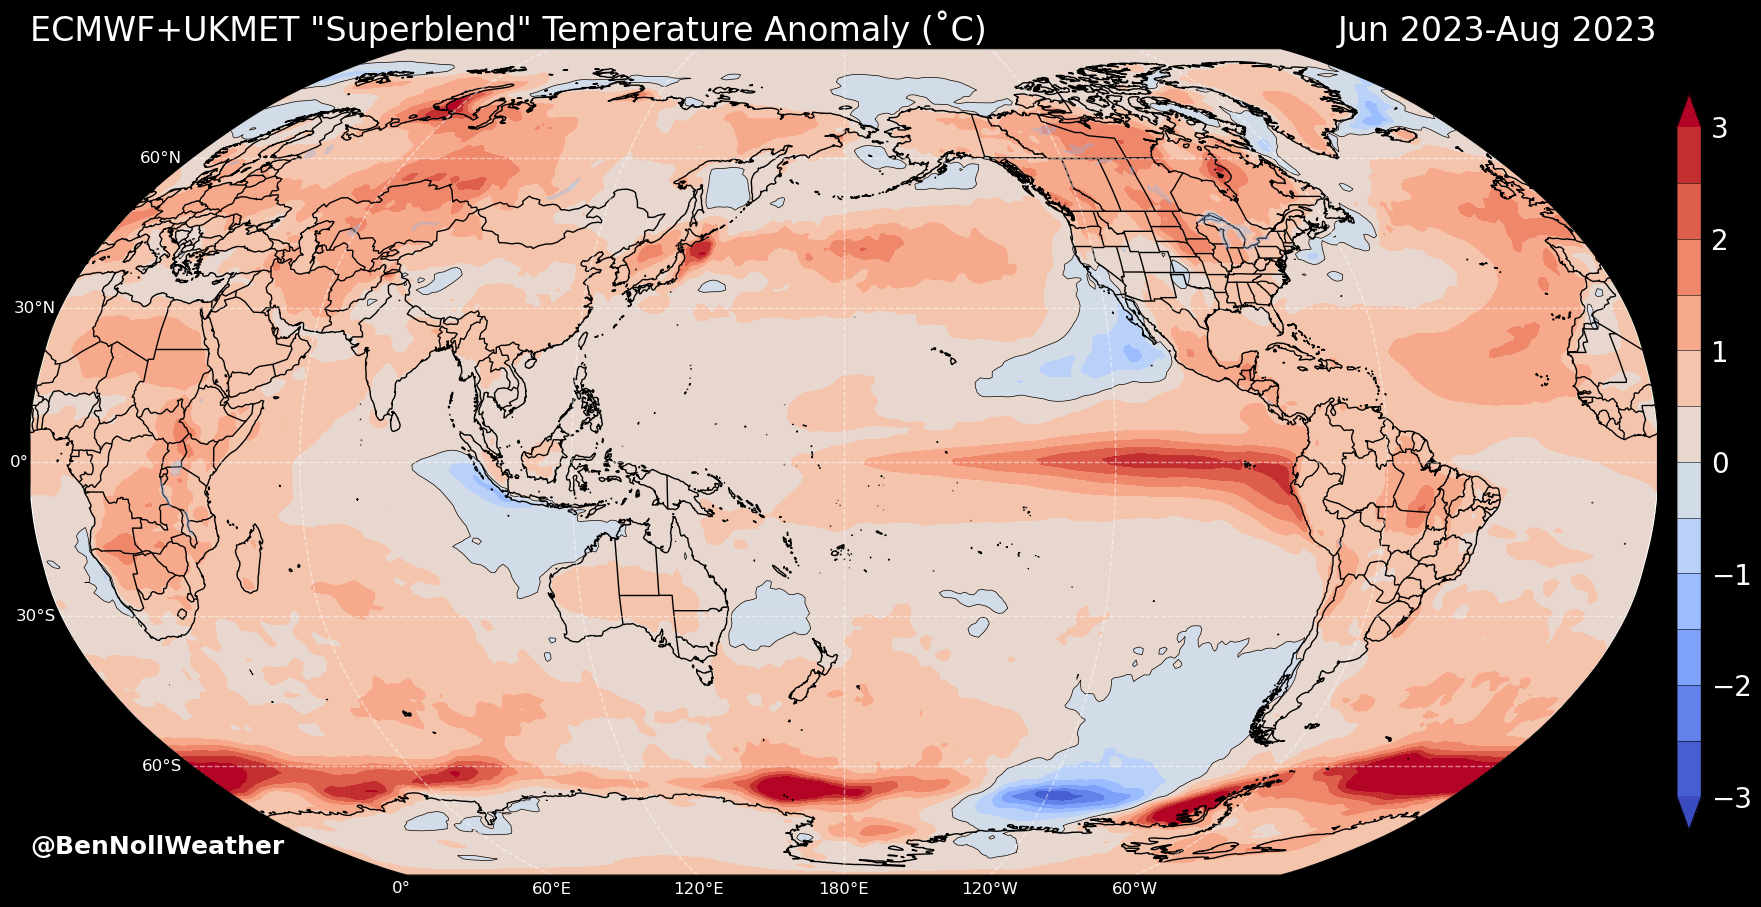 ECMWF+UKMET "Superblend" Temperature Anomaly (˚C)
Jun 2023-Aug 2023
60°N
30°N
0°
30°S
60°S
0°
60°E
120°E
180°E
120°W
60°W
3
2
1
0
−1
−2
−3
@BenNollWeather